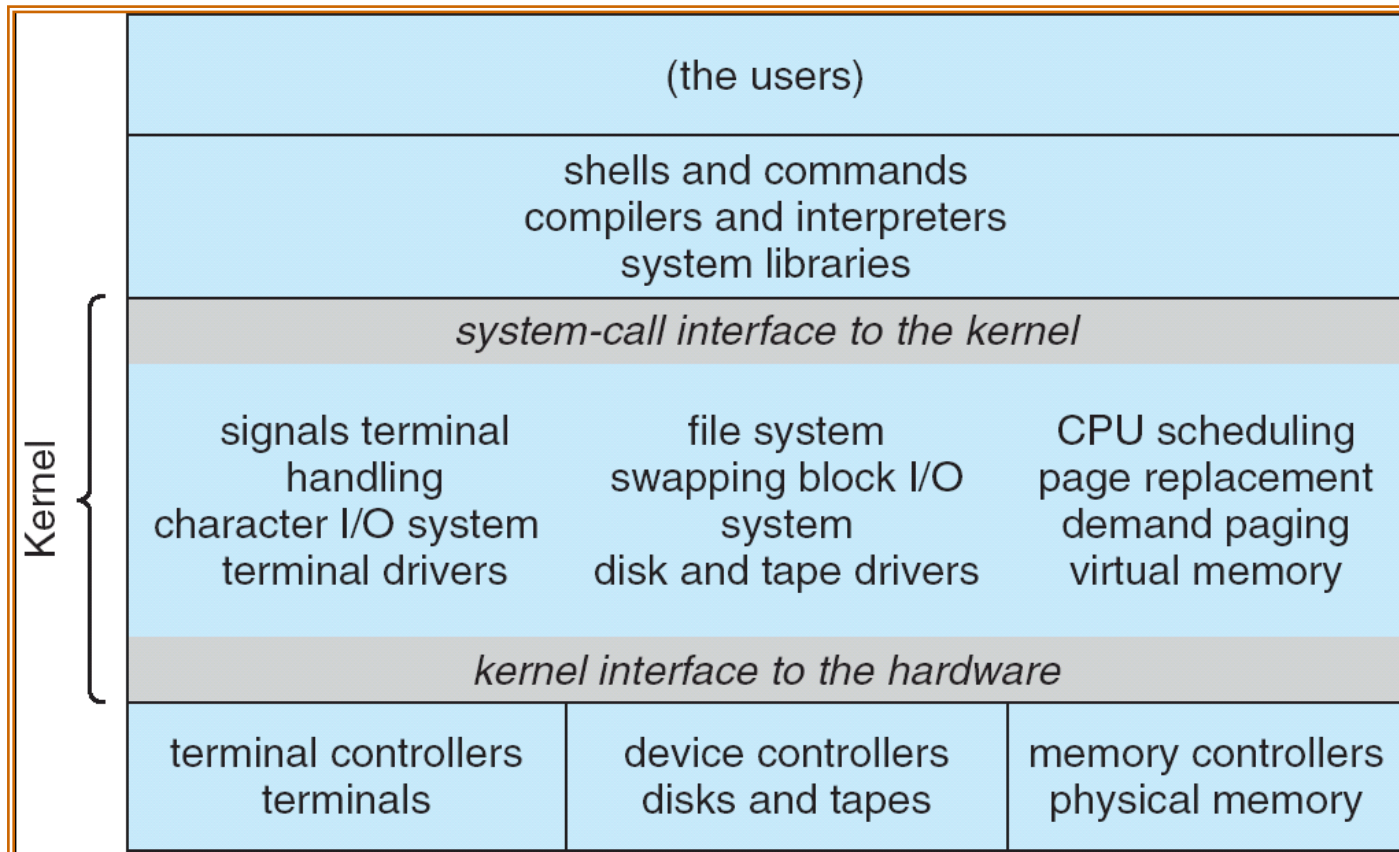 (the users)
shells and commands
compilers and interpreters
system libraries
system-call interface to the kernel
Kernel
signals terminal
handling
character I/O system
terminal drivers
file system
swapping block I/O
system
disk and tape drivers
CPU scheduling
page replacement
demand paging
virtual memory
kernel interface to the hardware
terminal controllers
terminals
device controllers
disks and tapes
memory controllers
physical memory